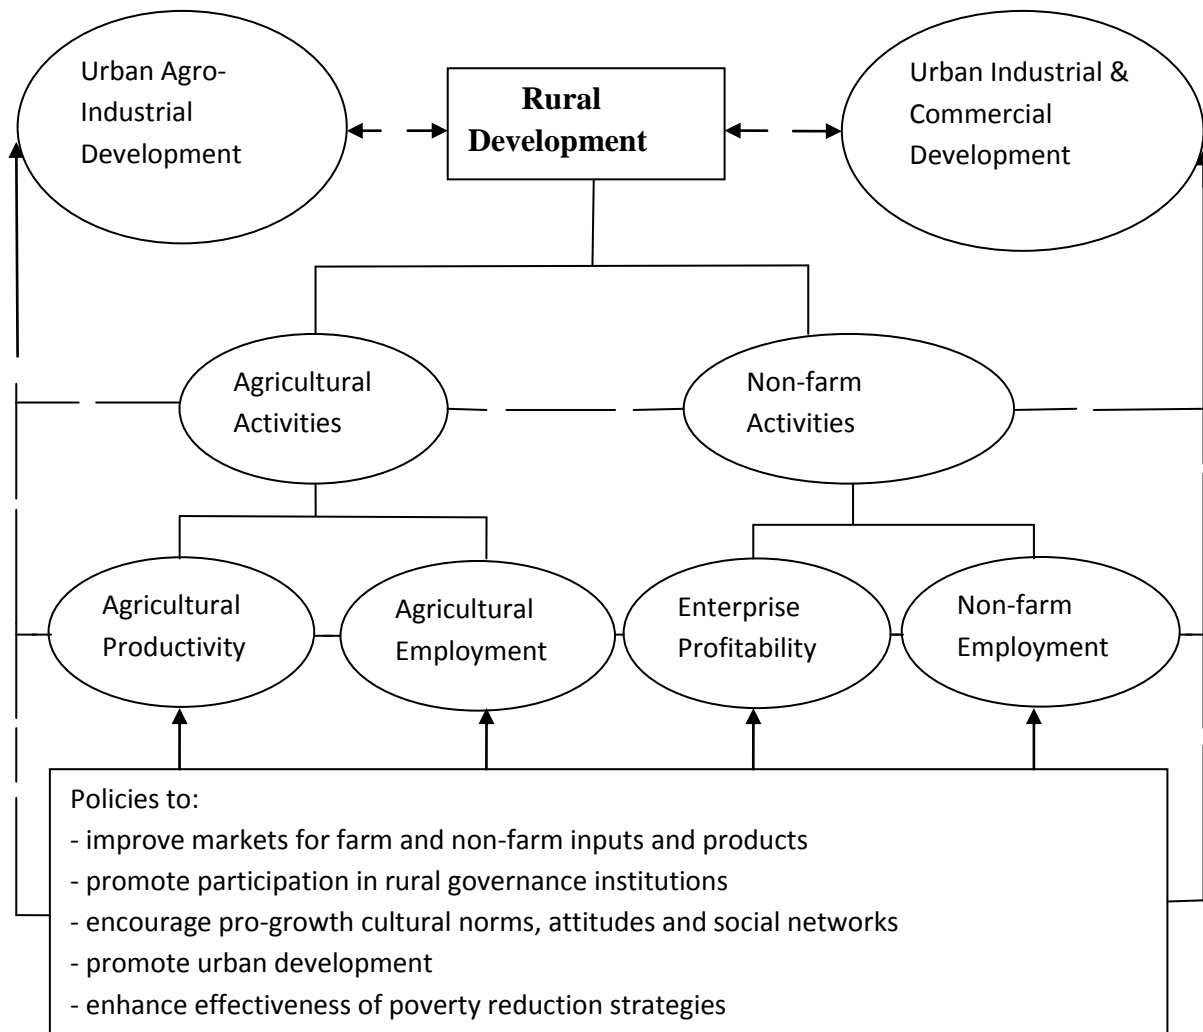 Urban Agro-
Industrial
Development
Rural
Development
Urban Industrial &
Commercial
Development
Agricultural
Activities
Non-farm
Activities
Agricultural
Productivity
Agricultural
Employment
Enterprise
Profitability
Non-farm
Employment
Policies to:
- improve markets for farm and non-farm inputs and products
- promote participation in rural governance institutions
- encourage pro-growth cultural norms, attitudes and social networks
- promote urban development
- enhance effectiveness of poverty reduction strategies